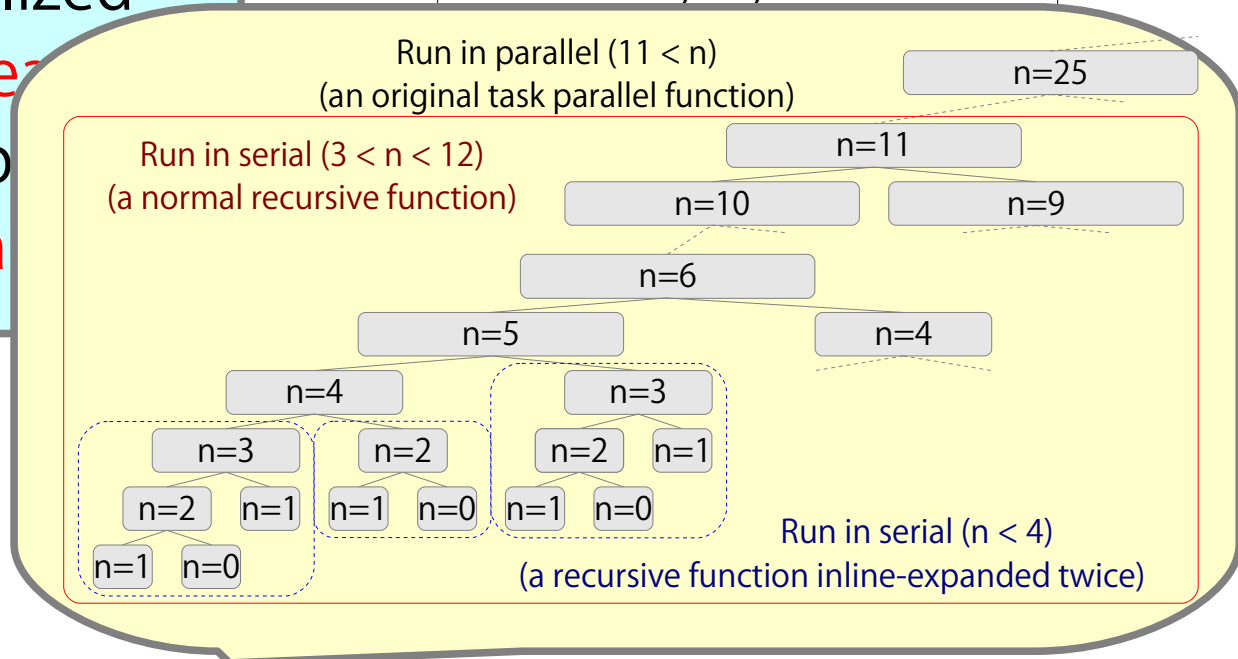 Run in parallel (11 < n)
(an original task parallel function)
n=25
n=11
Run in serial (3 < n < 12)
(a normal recursive function)
n=10 n=9
n=6
n=5 n=4
n=4 n=3
n=3 n=2 n=2 n=1
n=2 n=1 n=1 n=0 n=1 n=0
n=1 n=0
Run in serial (n < 4)
(a recursive function inline-expanded twice)